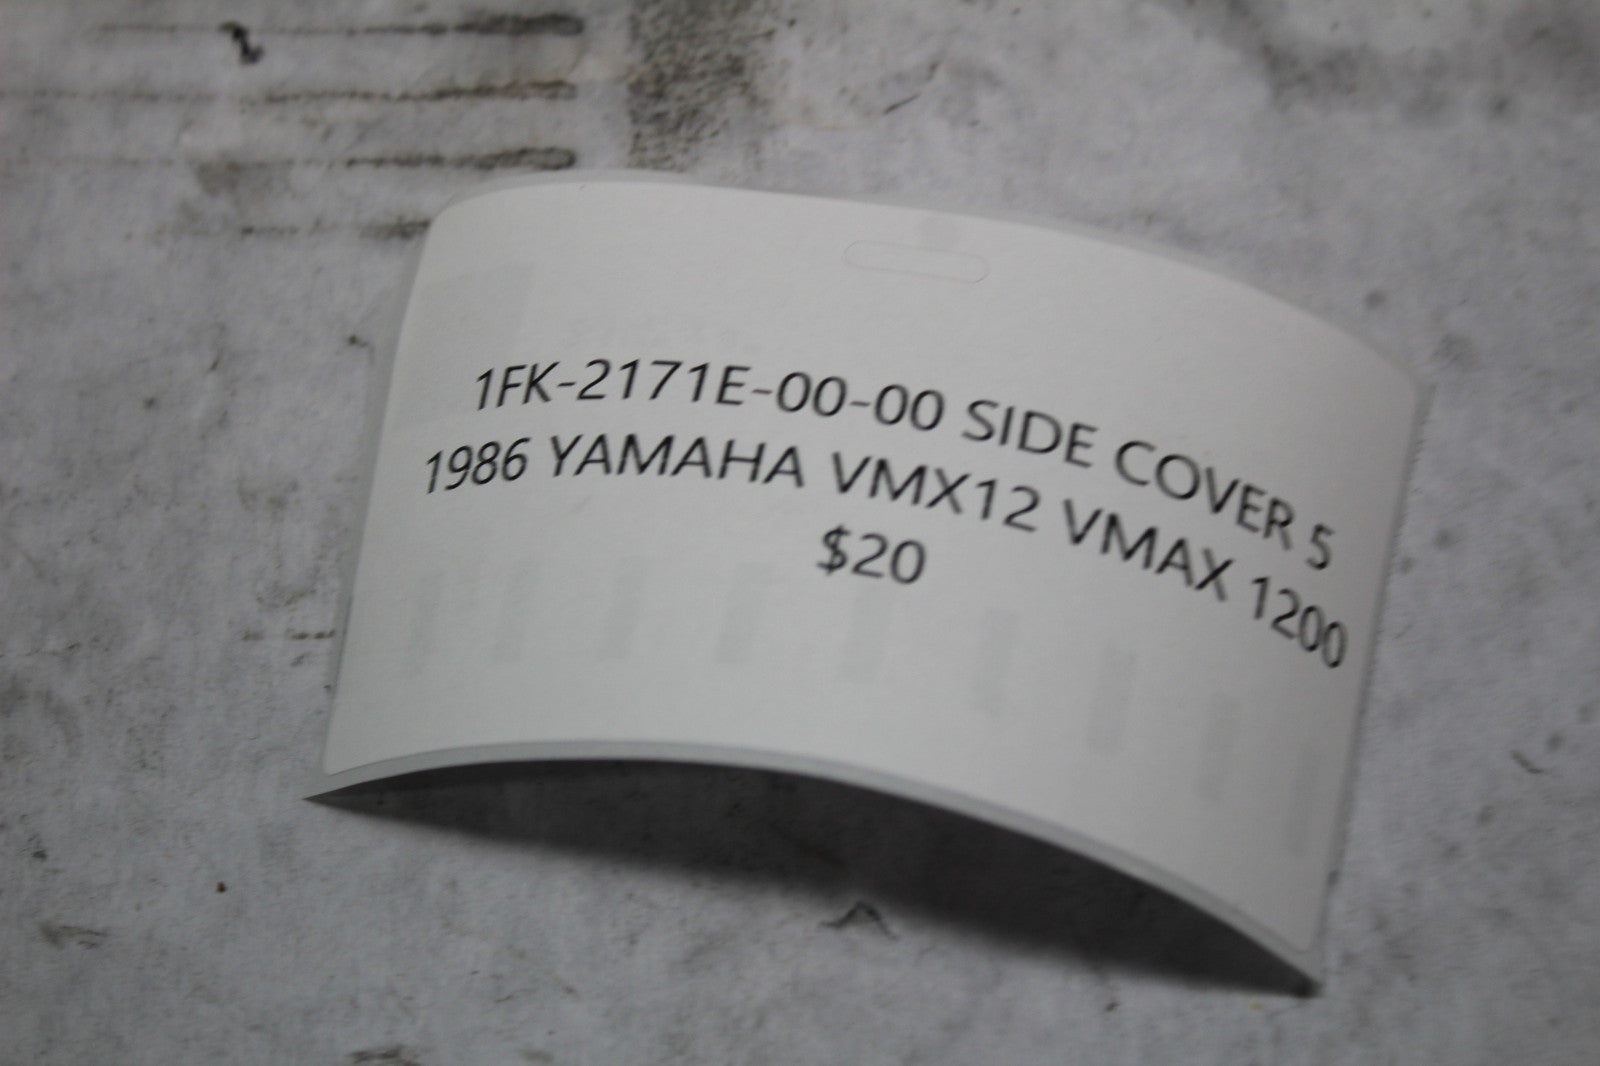 1FK-2171E-00-00 SIDE COVER 5
1986 YAMAHA VMX12 VMAX 1200
$20